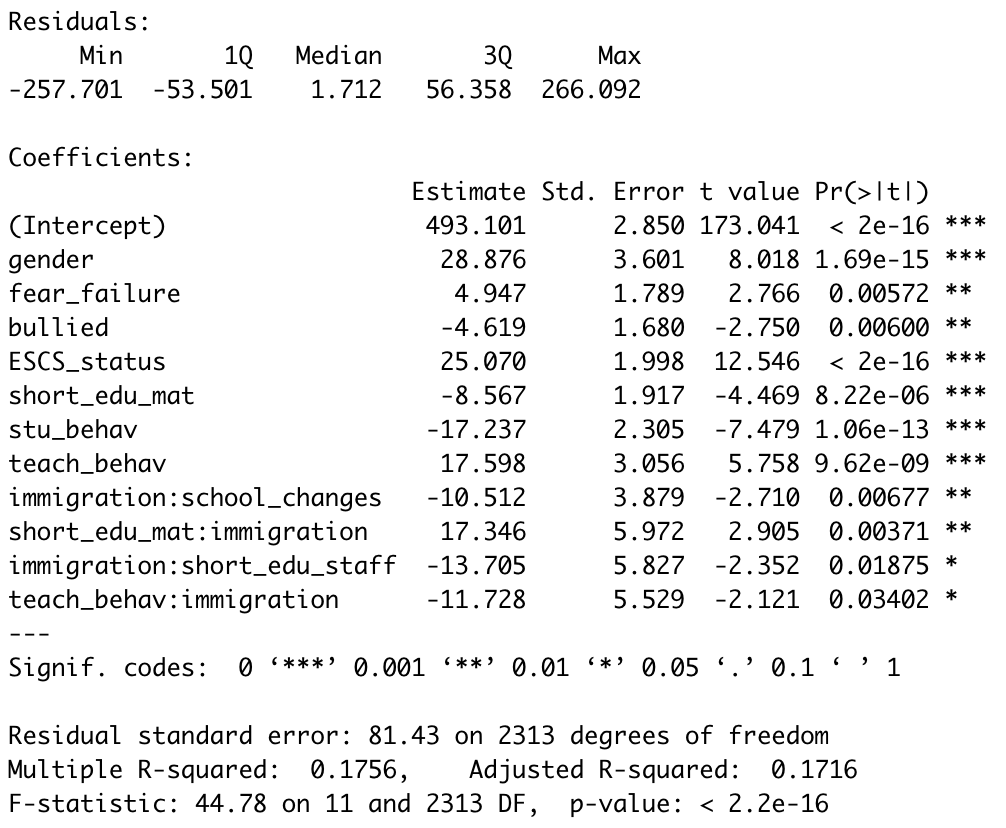 Residuals:
     Min       1Q   Median       3Q      Max
-257.701  -53.501    1.712   56.358  266.092
Coefficients:
                           Estimate Std. Error t value Pr(>|t|)
(Intercept)                 493.101      2.850 173.041  < 2e-16 ***
gender                       28.876      3.601   8.018 1.69e-15 ***
fear_failure                  4.947      1.789   2.766  0.00572 **
bullied                      -4.619      1.680  -2.750  0.00600 **
ESCS_status                  25.070      1.998  12.546  < 2e-16 ***
short_edu_mat                -8.567      1.917  -4.469 8.22e-06 ***
stu_behav                   -17.237      2.305  -7.479 1.06e-13 ***
teach_behav                  17.598      3.056   5.758 9.62e-09 ***
immigration:school_changes  -10.512      3.879  -2.710  0.00677 **
short_edu_mat:immigration    17.346      5.972   2.905  0.00371 **
immigration:short_edu_staff -13.705      5.827  -2.352  0.01875 *
teach_behav:immigration     -11.728      5.529  -2.121  0.03402 *
---
Signif. codes:  0 ‘***’ 0.001 ‘**’ 0.01 ‘*’ 0.05 ‘.’ 0.1 ‘ ’ 1
Residual standard error: 81.43 on 2313 degrees of freedom
Multiple R-squared:  0.1756,    Adjusted R-squared:  0.1716
F-statistic: 44.78 on 11 and 2313 DF,  p-value: < 2.2e-16